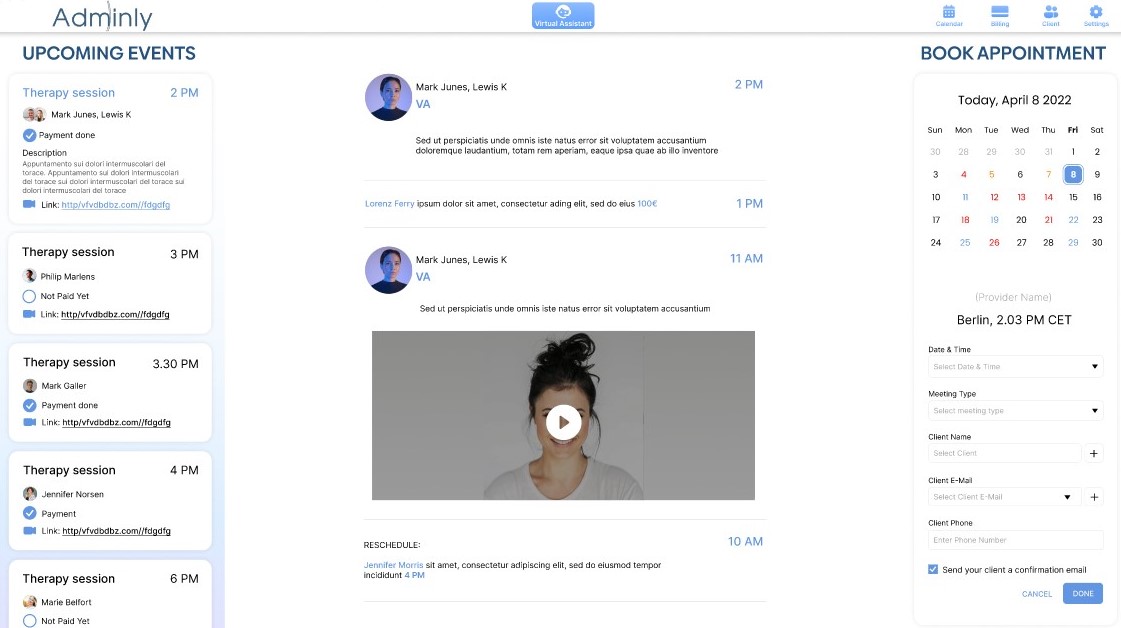 Adminly
Virtual Assistant
Calendar
Billing
Client
Settings
UPCOMING EVENTS
Therapy session 2 PM
Mark Junes, Lewis K
Payment done
Description
Appuntamento sui dolori intermuscolari del
torace. Appuntamento sui dolori intermuscolari
del torace sui dolori intermuscolari del torace sui
dolori intermuscolari del torace
Link: http/vfvdbdbz.com//fdgdfg
Therapy session 3 PM
Philip Marlens
Not Paid Yet
Link: http/vfvdbdbz.com//fdgdfg
Therapy session 3.30 PM
Mark Galler
Payment done
Link: http/vfvdbdbz.com//fdgdfg
Therapy session 4 PM
Jennifer Norsen
Payment
Link: http/vfvdbdbz.com//fdgdfg
Therapy session 6 PM
Marie Belfort
Not Paid Yet
Mark Junes, Lewis K 2 PM
VA
Sed ut perspiciatis unde omnis iste natus error sit voluptatem accusantium
doloremque laudantium, totam rem aperiam, eaque ipsa quae ab illo inventore
Lorenz Ferry ipsum dolor sit amet, consectetur ading elit, sed do eius 100€ 1 PM
Mark Junes, Lewis K 11 AM
VA
Sed ut perspiciatis unde omnis iste natus error sit voluptatem accusantium
RESCHEDULE: 10 AM
Jennifer Morris sit amet, consectetur adipiscing elit, sed do eiusmod tempor
incididunt 4 PM
BOOK APPOINTMENT
Today, April 8 2022
Sun Mon Tue Wed Thu Fri Sat
30 28 29 30 31 1 2
3 4 5 6 7 8 9
10 11 12 13 14 15 16
17 18 19 20 21 22 23
24 25 26 27 28 29 30
(Provider Name)
Berlin, 2.03 PM CET
Date & Time
Select Date & Time
Meeting Type
Select meeting type
Client Name
Select Client
Client E-Mail
Select Client E-Mail
Client Phone
Enter Phone Number
Send your client a confirmation email
CANCEL DONE